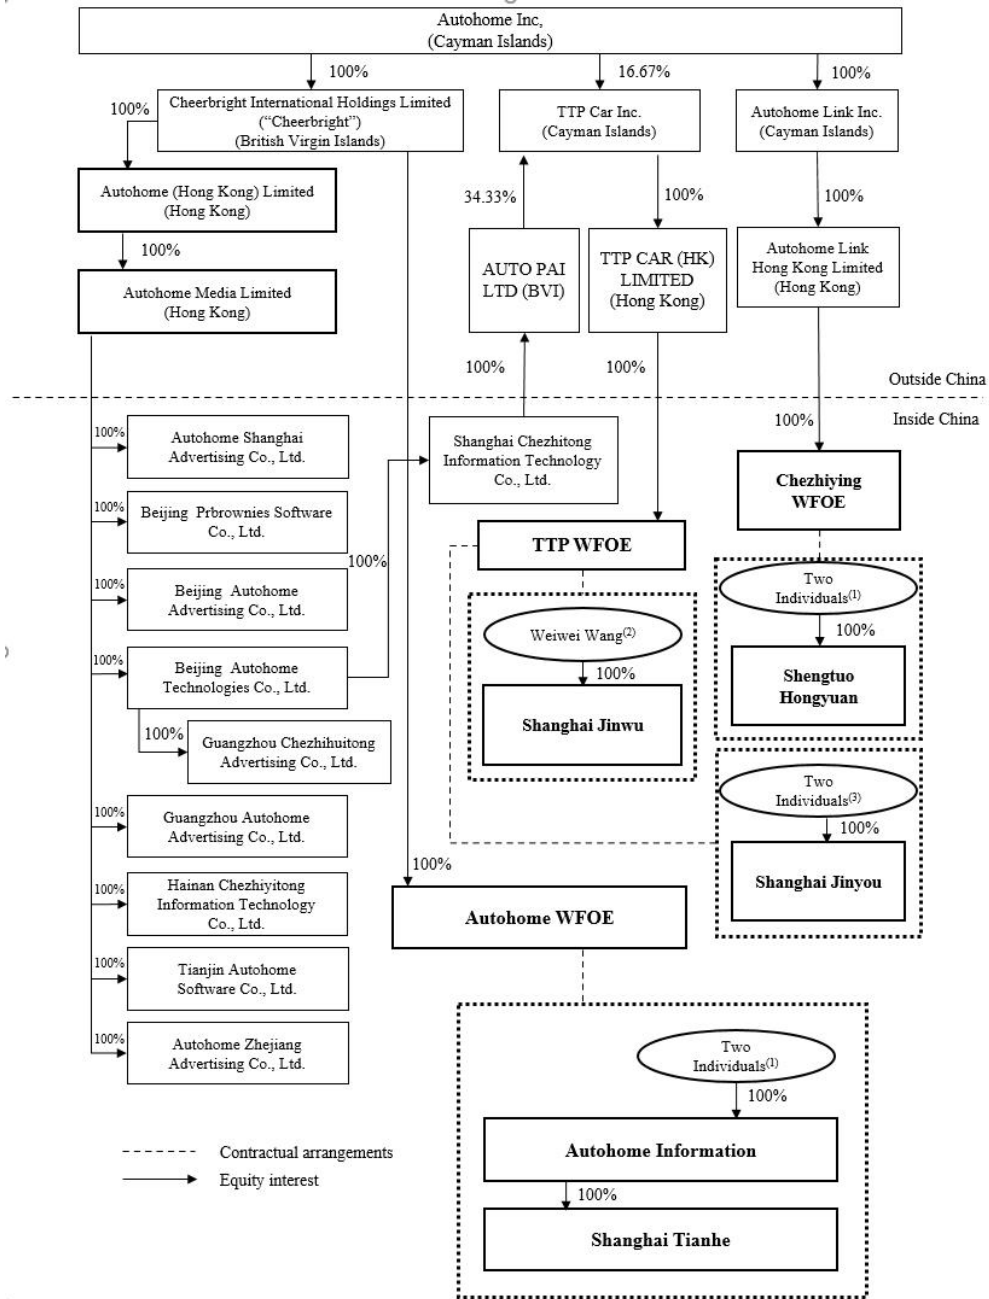 Autohome Inc,
(Cayman Islands)
100%
16.67%
100%
100%
Cheerbright International Holdings Limited
(“Cheerbright”)
(British Virgin Islands)
TTP Car Inc.
(Cayman Islands)
Autohome Link Inc.
(Cayman Islands)
Autohome (Hong Kong) Limited
(Hong Kong)
34.33%
100%
100%
100%
Autohome Media Limited
(Hong Kong)
AUTO PAI
LTD (BVI)
TTP CAR (HK)
LIMITED
(Hong Kong)
Autohome Link
Hong Kong Limited
(Hong Kong)
100%
100%
Outside China
Inside China
100%
100%
Autohome Shanghai
Advertising Co., Ltd.
Shanghai Chezhitong
Information Technology
Co., Ltd.
Chezhiying
WFOE
100%
Beijing Prbrownies Software
Co., Ltd.
TTP WFOE
100%
100%
Beijing Autohome
Advertising Co., Ltd.
Two
Individuals(1)
100%
Weiwei Wang(2)
100%
100%
Beijing Autohome
Technologies Co., Ltd.
100%
Shengtuo
Hongyuan
Shanghai Jinwu
100%
Guangzhou Chezhihuitong
Advertising Co., Ltd.
Two
Individuals(3)
100%
100%
Guangzhou Autohome
Advertising Co., Ltd.
100%
Shanghai Jinyou
100%
Hainan Chezhiyitong
Information Technology
Co., Ltd.
Autohome WFOE
100%
Tianjin Autohome
Software Co., Ltd.
100%
Autohome Zhejiang
Advertising Co., Ltd.
Two
Individuals(1)
100%
Autohome Information
100%
Shanghai Tianhe
Contractual arrangements
Equity interest